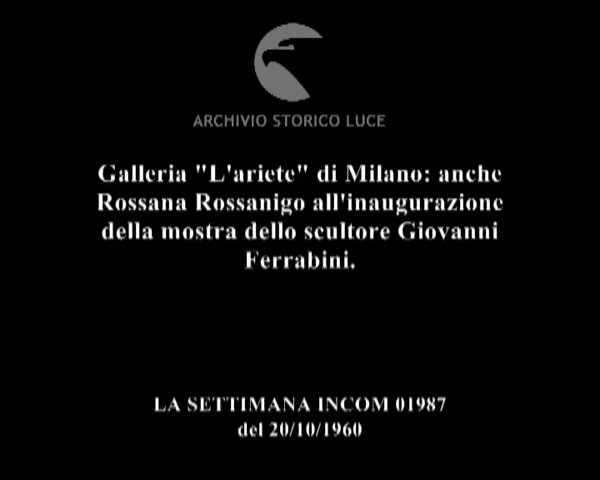 ARCHIVIO STORICO LUCE
Galleria "L'ariete" di Milano: anche
Rossana Rossanigo all'inaugurazione
della mostra dello scultore Giovanni
Ferrabini.
LA SETTIMANA INCOM 01987
del 20/10/1960